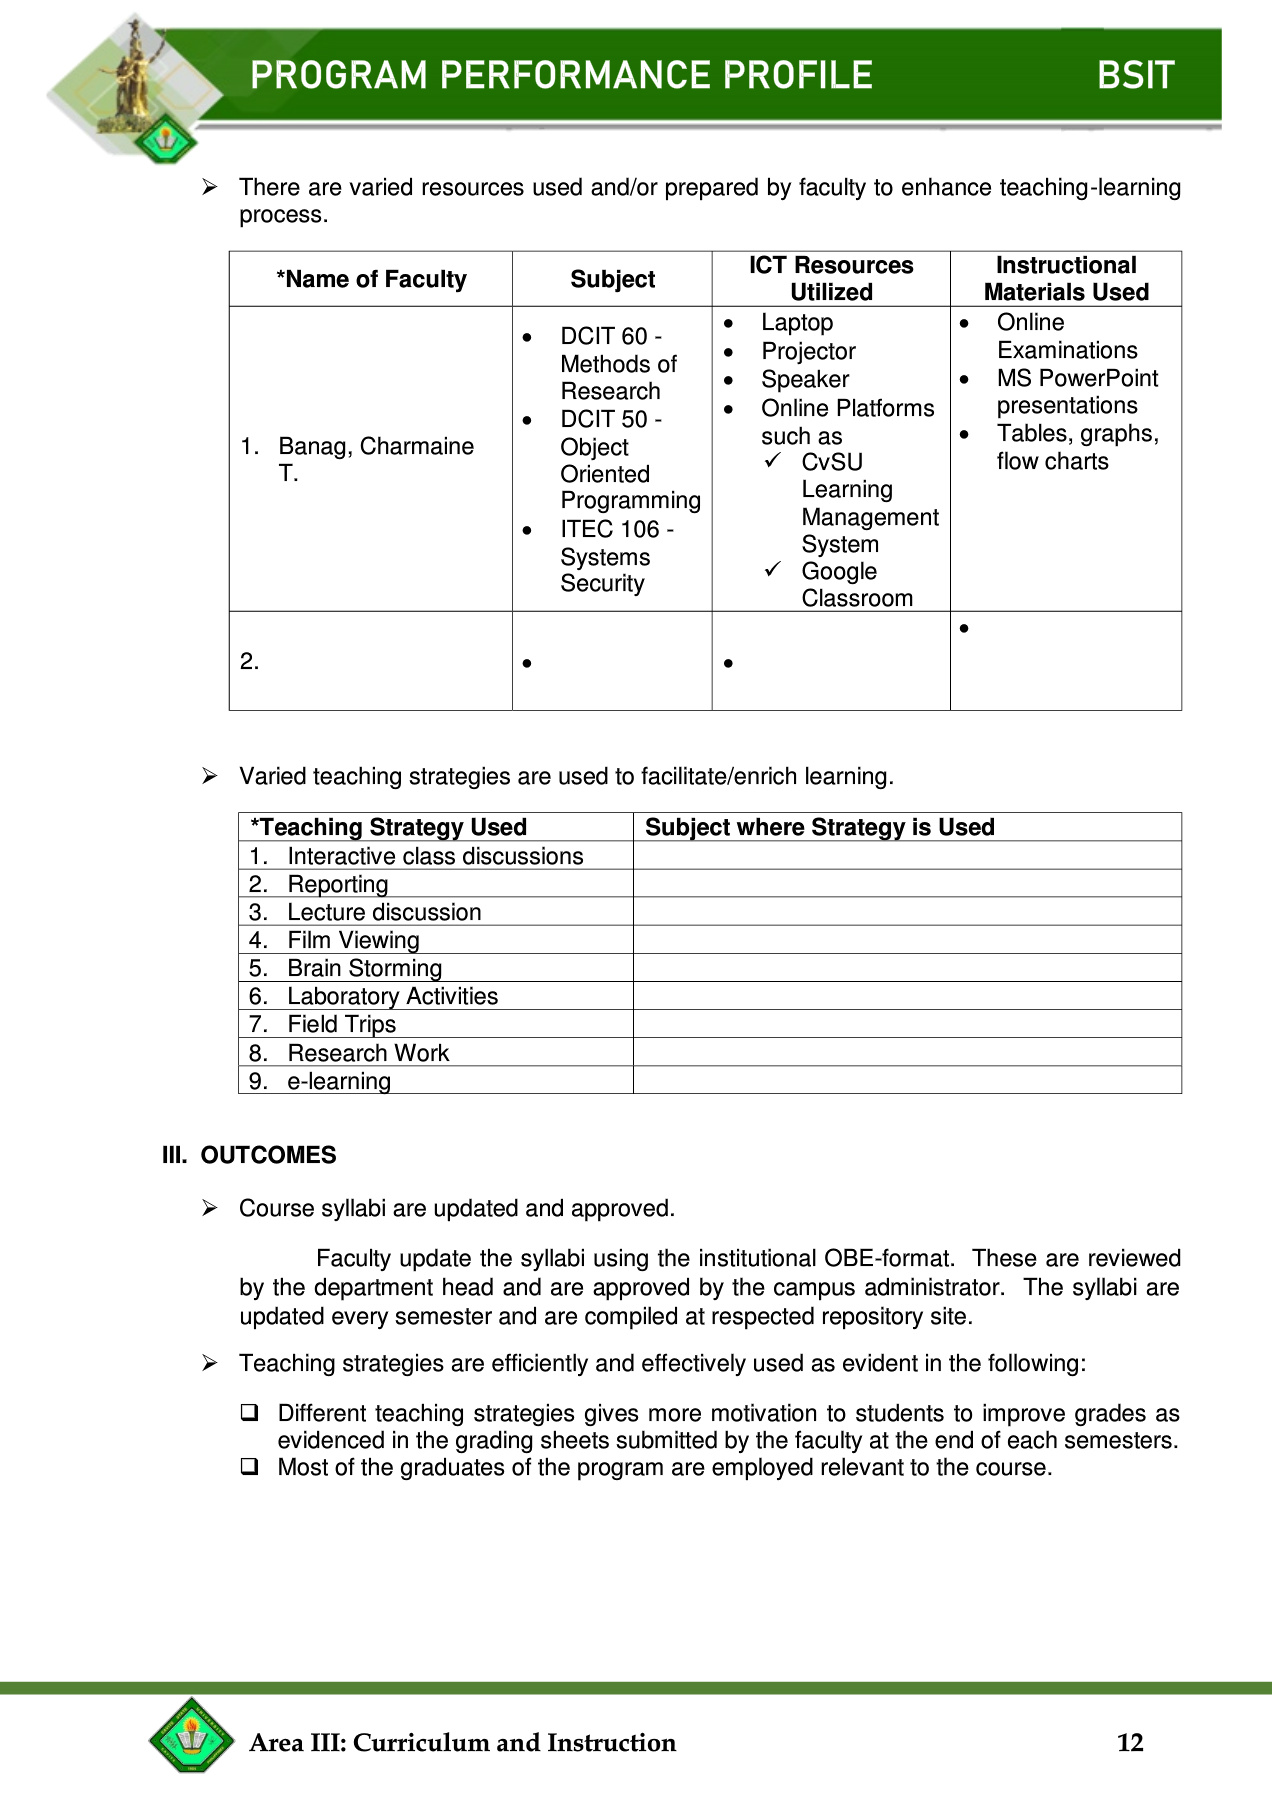 PROGRAM PERFORMANCE PROFILE BSIT
➢ There are varied resources used and/or prepared by faculty to enhance teaching-learning
process.
*Name of Faculty
Subject
ICT Resources
Utilized
Instructional
Materials Used
1. Banag, Charmaine
T.
• DCIT 60 -
Methods of
Research
• DCIT 50 -
Object
Oriented
Programming
• ITEC 106 -
Systems
Security
• Laptop
• Projector
• Speaker
• Online Platforms
such as
✓ CvSU
Learning
Management
System
✓ Google
Classroom
• Online
Examinations
• MS PowerPoint
presentations
• Tables, graphs,
flow charts
2.
•
•
•
➢ Varied teaching strategies are used to facilitate/enrich learning.
*Teaching Strategy Used
Subject where Strategy is Used
1. Interactive class discussions
2. Reporting
3. Lecture discussion
4. Film Viewing
5. Brain Storming
6. Laboratory Activities
7. Field Trips
8. Research Work
9. e-learning
III. OUTCOMES
➢ Course syllabi are updated and approved.
Faculty update the syllabi using the institutional OBE-format. These are reviewed
by the department head and are approved by the campus administrator. The syllabi are
updated every semester and are compiled at respected repository site.
➢ Teaching strategies are efficiently and effectively used as evident in the following:
❑ Different teaching strategies gives more motivation to students to improve grades as
evidenced in the grading sheets submitted by the faculty at the end of each semesters.
❑ Most of the graduates of the program are employed relevant to the course.
Area III: Curriculum and Instruction 12